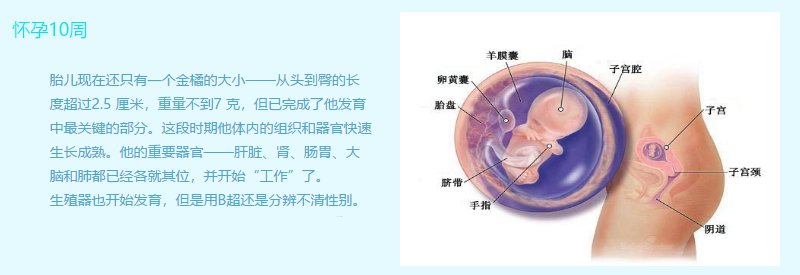 怀孕10周
胎儿现在还只有一个金橘的大小——从头到臀的长
度超过2.5 厘米，重量不到7 克，但已完成了他发育
中最关键的部分。这段时期他体内的组织和器官快速
生长成熟。他的重要器官——肝脏、肾、肠胃、大
脑和肺都已经各就其位，并开始“工作”了。
生殖器也开始发育，但是用B超还是分辨不清性别。
羊膜囊
脑
子宫腔
卵黄囊
胎盘
子宫
子宫颈
脐带
手指
阴道